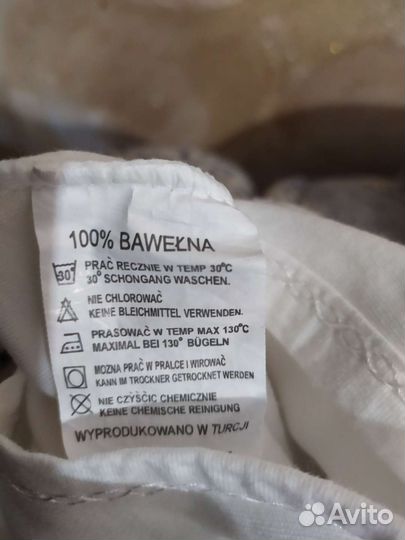 100% BAWEŁNA
30°
PRAĆ RECZNIE W TEMP 30°C
30° SCHONGANG WASCHEN.
NIE CHLOROWAĆ
KEINE BLEICHMITTEL VERWENDEN.
PRASOWAĆ W TEMP MAX 130°C
MAXIMAL BEI 130° BÜGELN
MOZNA PRAĆ W PRALCE I WIROWAĆ
KANN IM TROCKNER GETROCKNET WERDEN
NIE CZYŚCIĆ CHEMICZNIE
KEINE CHEMISCHE REINIGUNG
WYPRODUKOWANO W TURCJI
Avito